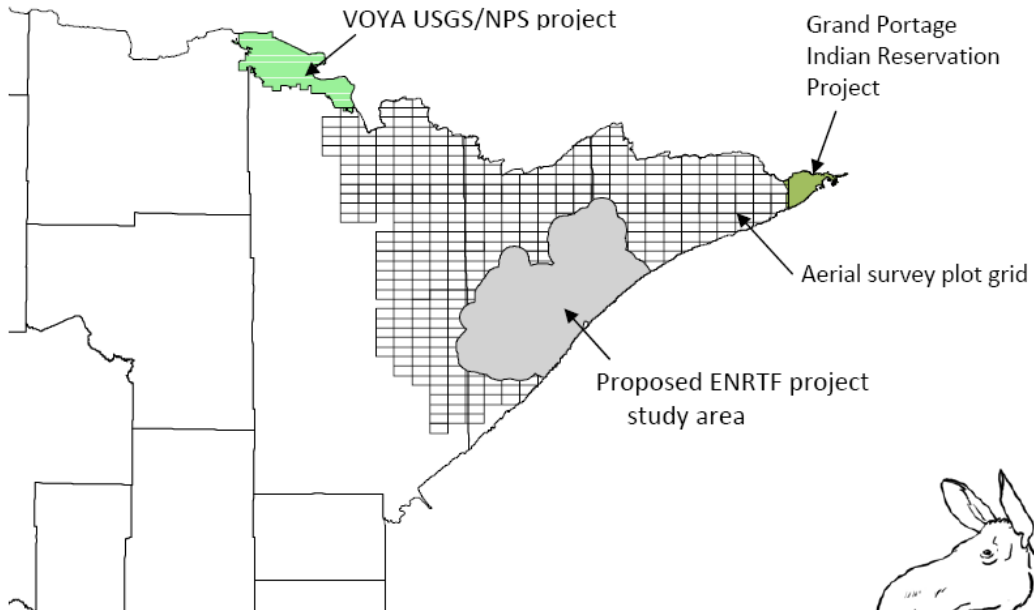 VOYA USGS/NPS project
Grand Portage
Indian Reservation
Project
Aerial survey plot grid
Proposed ENRTF project
study area